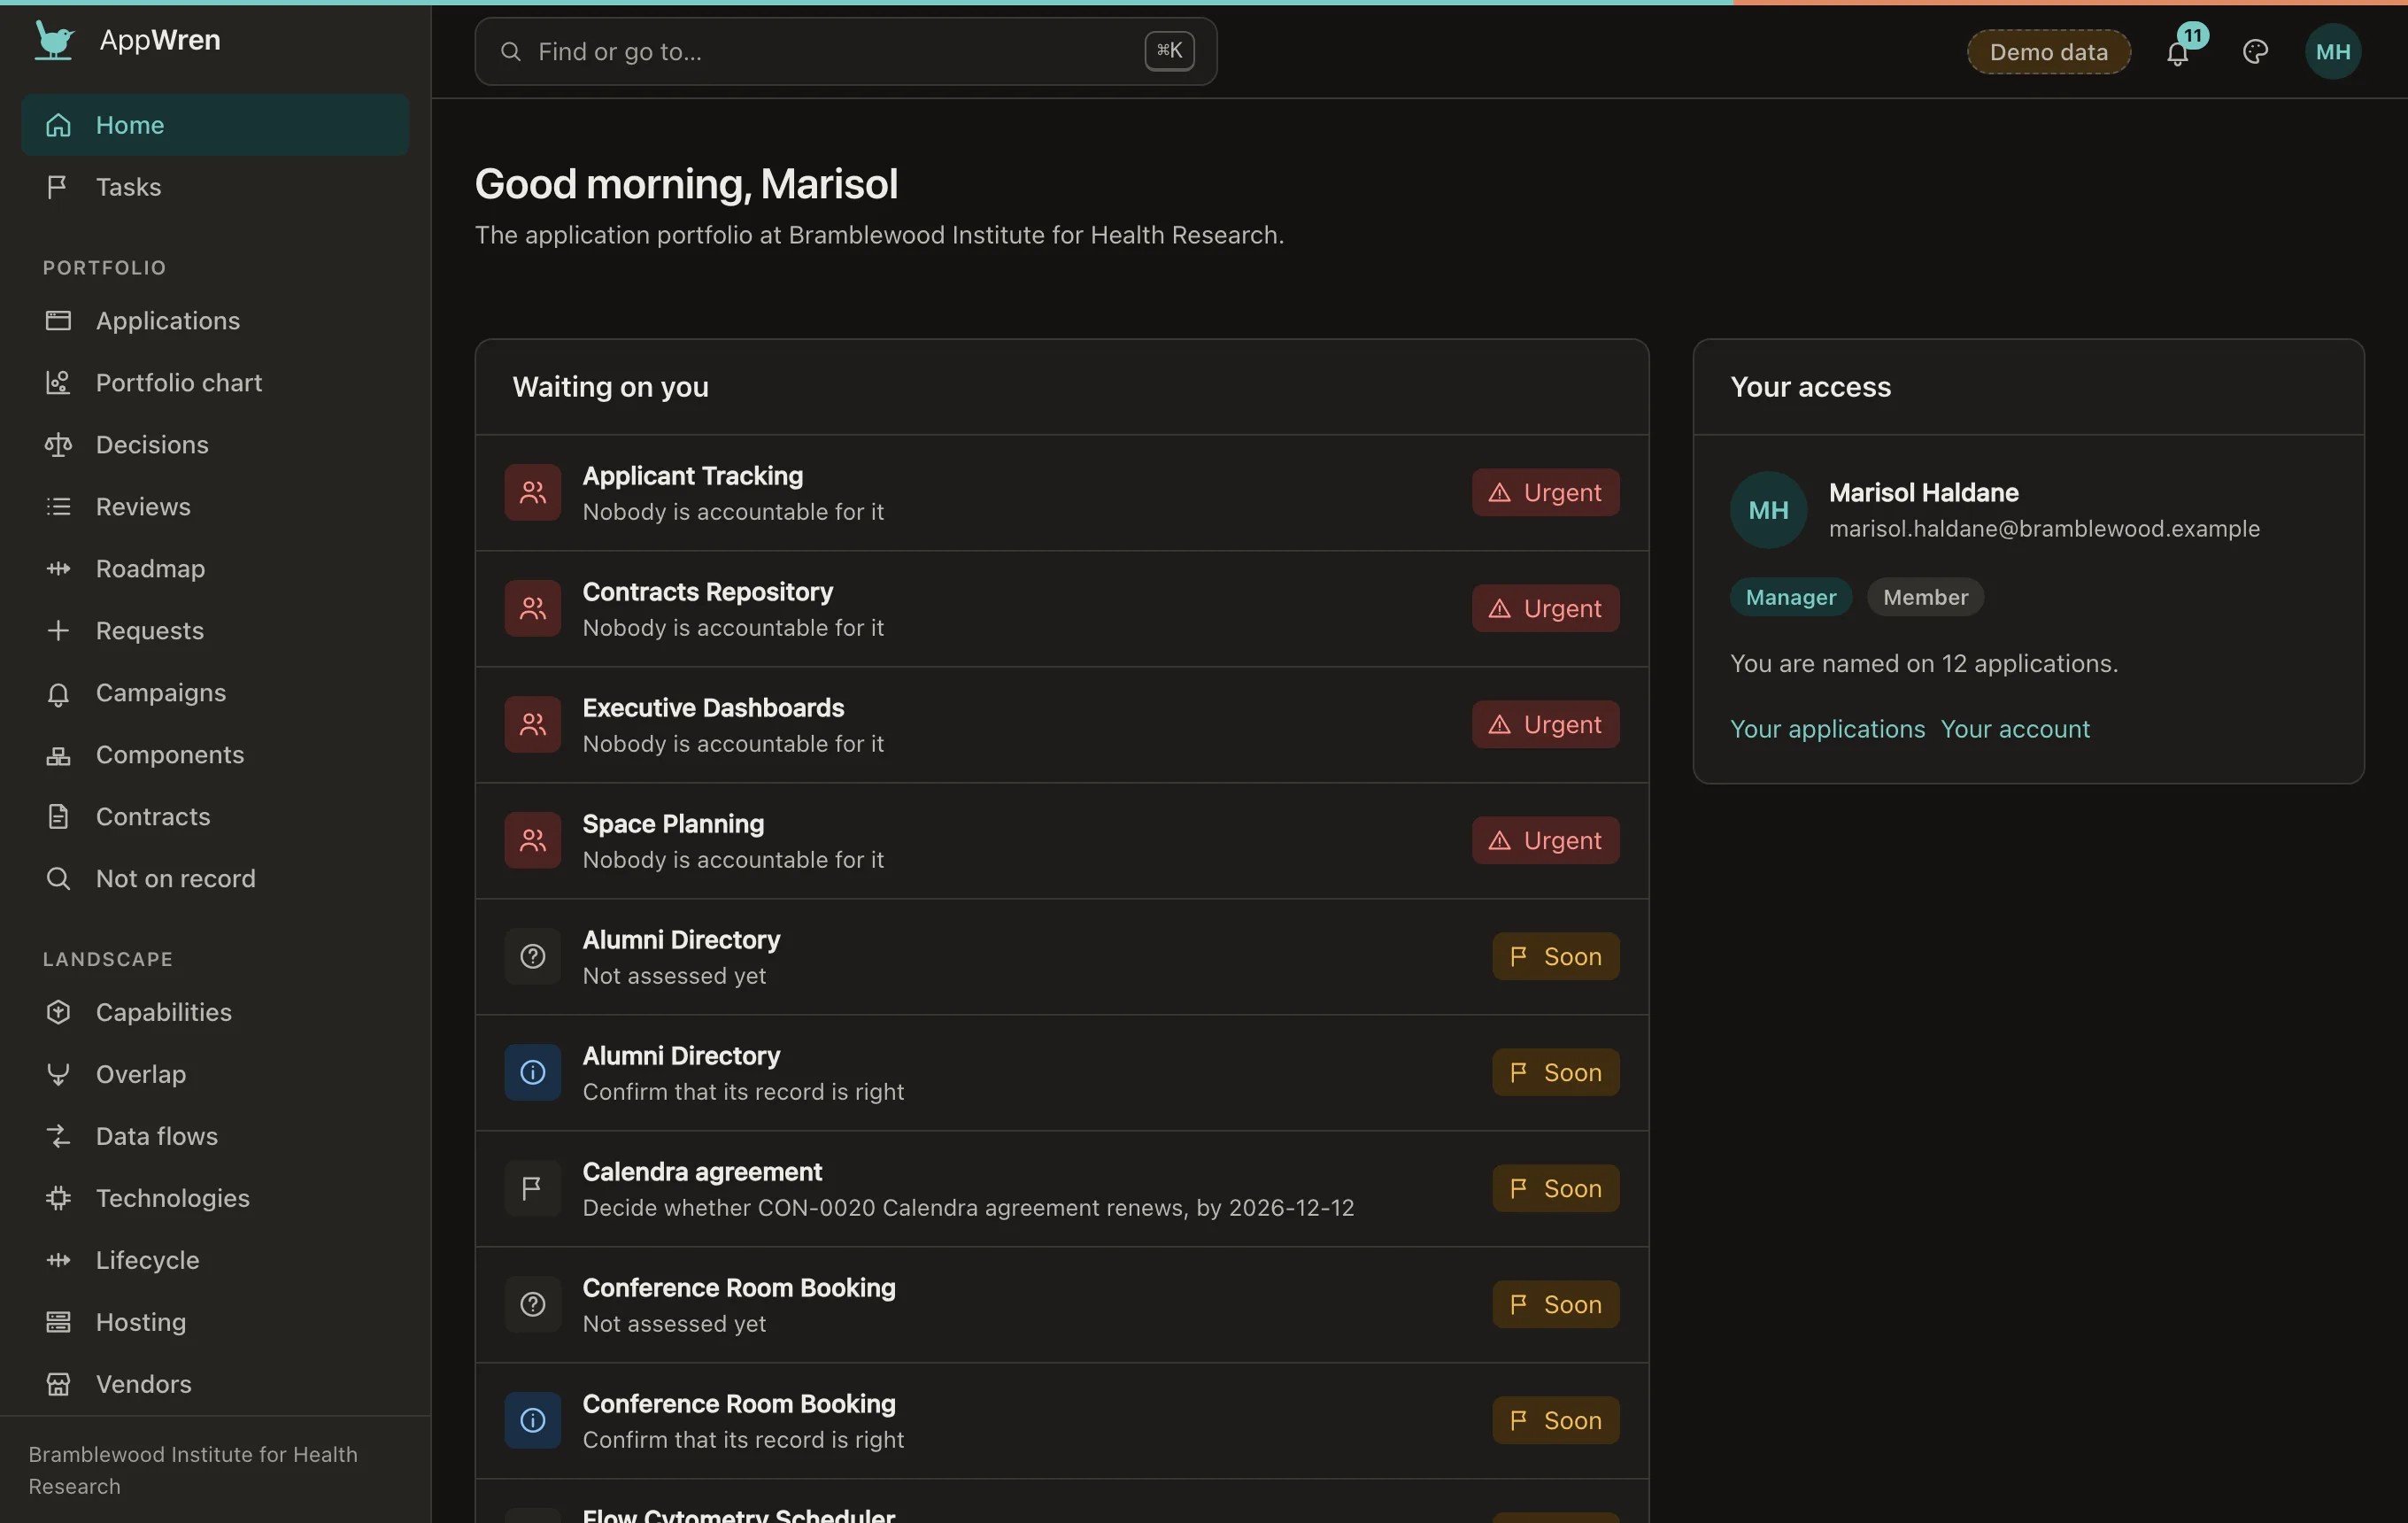 AppWren
Find or go to...
⌘K
Demo data
11
MH
Home
Tasks
PORTFOLIO
Applications
Portfolio chart
Decisions
Reviews
Roadmap
Requests
Campaigns
Components
Contracts
Not on record
LANDSCAPE
Capabilities
Overlap
Data flows
Technologies
Lifecycle
Hosting
Vendors
Bramblewood Institute for Health
Research
Good morning, Marisol
The application portfolio at Bramblewood Institute for Health Research.
Waiting on you
Applicant Tracking
Nobody is accountable for it
Urgent
Contracts Repository
Nobody is accountable for it
Urgent
Executive Dashboards
Nobody is accountable for it
Urgent
Space Planning
Nobody is accountable for it
Urgent
Alumni Directory
Not assessed yet
Soon
Alumni Directory
Confirm that its record is right
Soon
Calendra agreement
Decide whether CON-0020 Calendra agreement renews, by 2026-12-12
Soon
Conference Room Booking
Not assessed yet
Soon
Conference Room Booking
Confirm that its record is right
Soon
Flow Cytometry Scheduler
Your access
MH
Marisol Haldane
marisol.haldane@bramblewood.example
Manager
Member
You are named on 12 applications.
Your applications
Your account